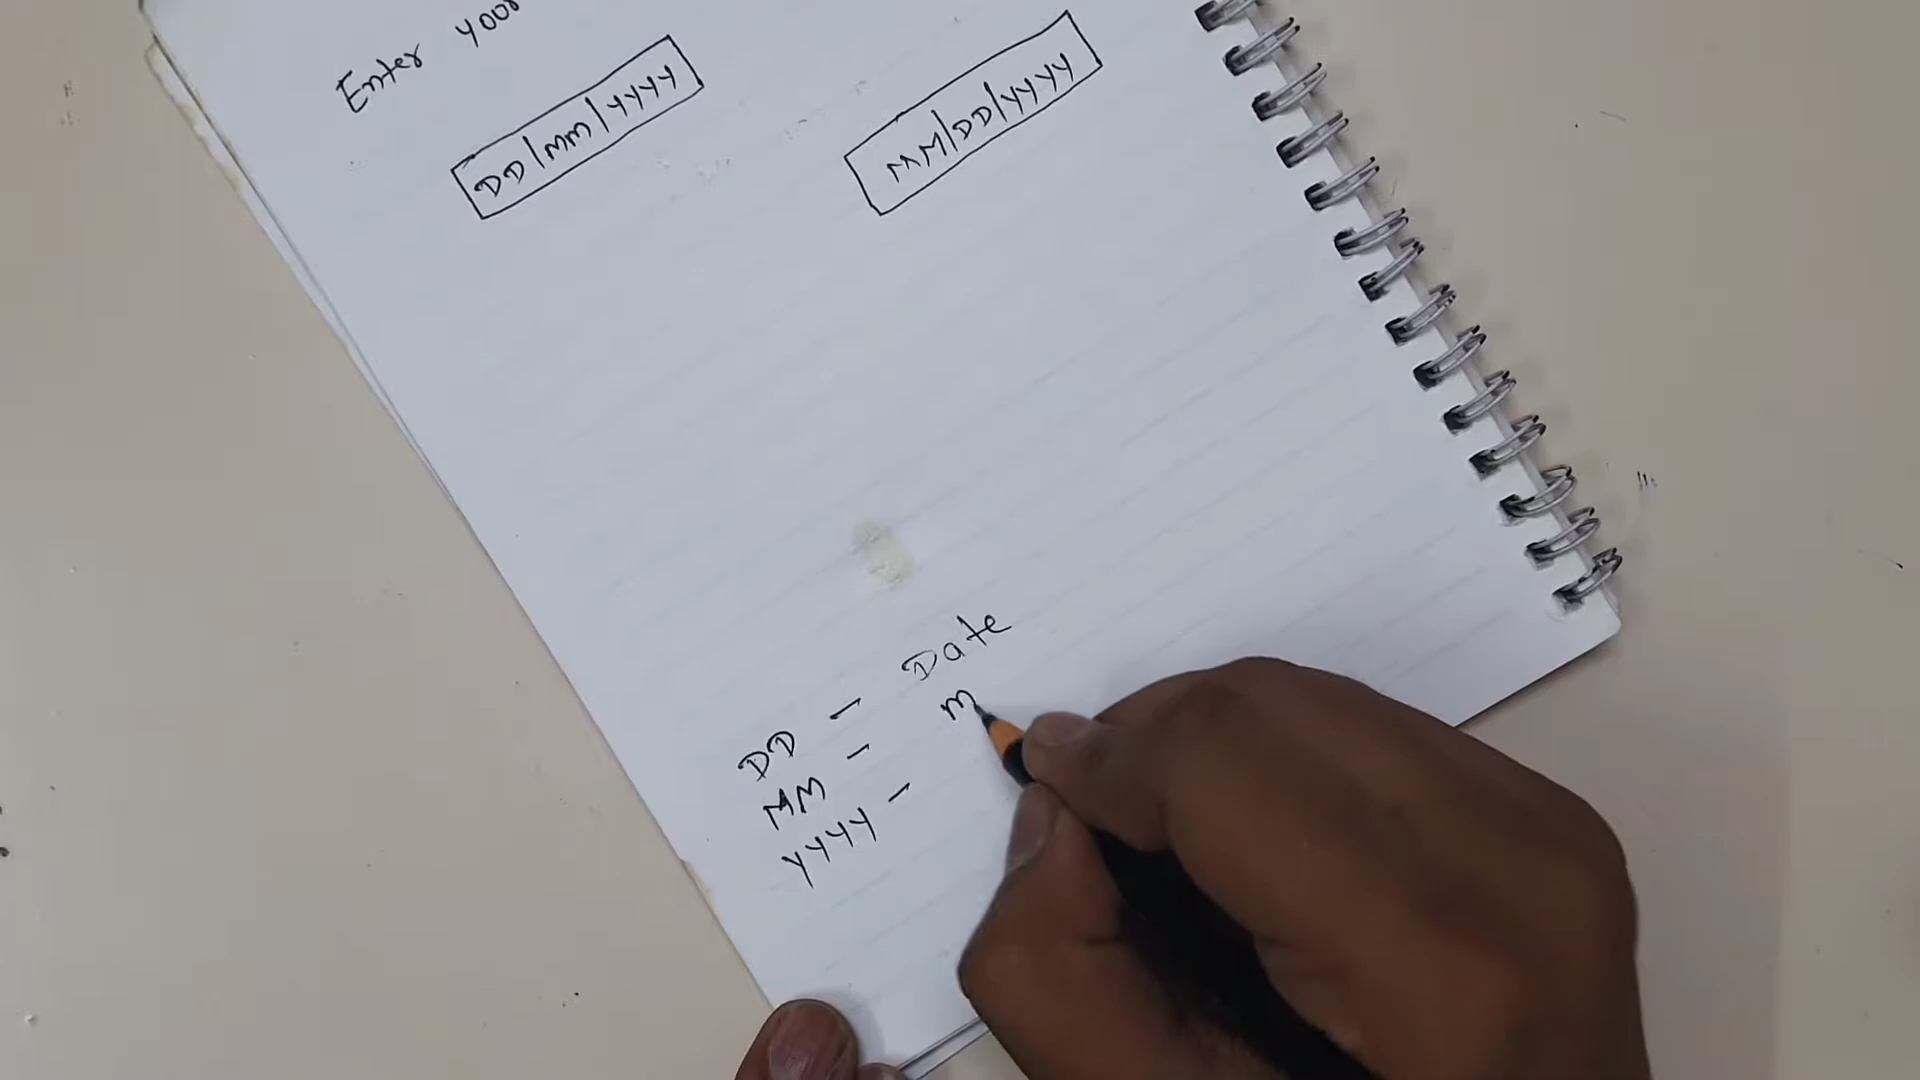 Enter your
DD|MM|YYYY MM|DD|YYYY
DD - Date
MM - m
YYYY -